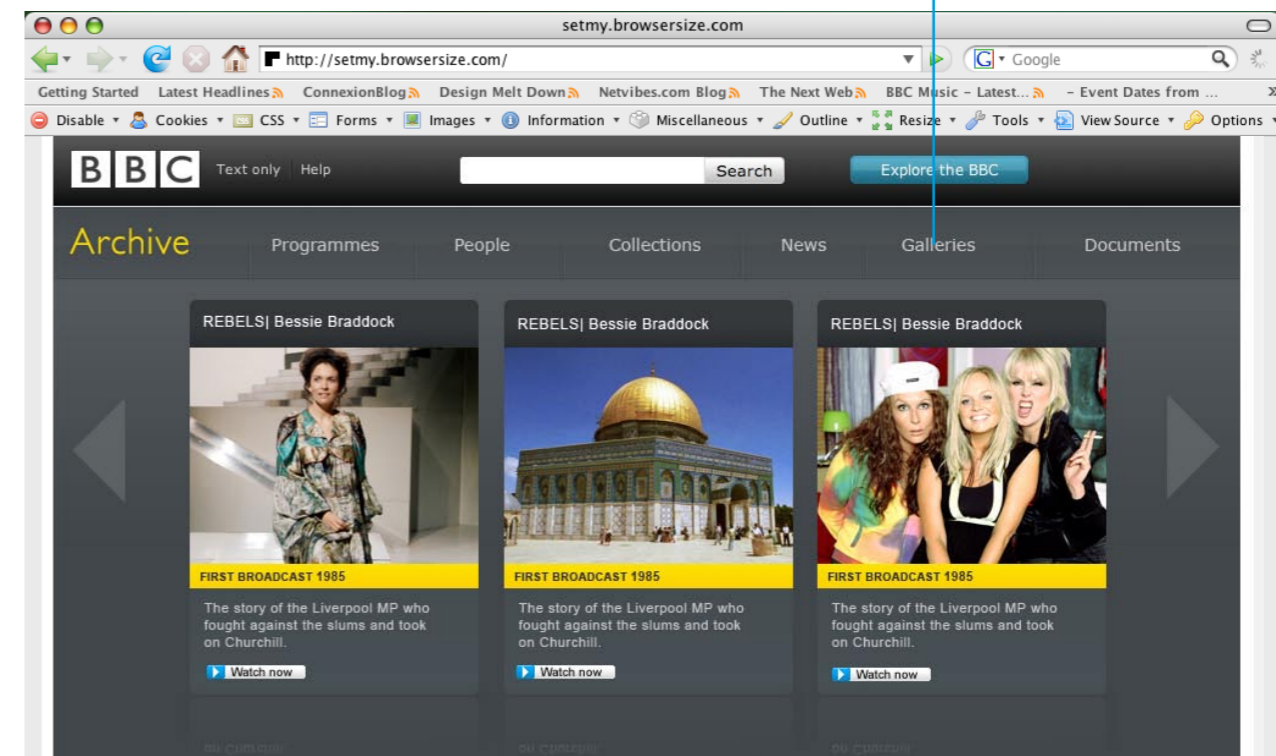 setmy.browsersize.com
http://setmy.browsersize.com/ G Google
Getting Started Latest Headlines ConnexionBlog Design Melt Down Netvibes.com Blog The Next Web BBC Music - Latest... - Event Dates from ... »
Disable Cookies CSS Forms Images Information Miscellaneous Outline Resize Tools View Source Options
BBC Text only Help Search Explore the BBC
Archive Programmes People Collections News Galleries Documents
REBELS| Bessie Braddock
FIRST BROADCAST 1985
The story of the Liverpool MP who
fought against the slums and took
on Churchill.
Watch now
REBELS| Bessie Braddock
FIRST BROADCAST 1985
The story of the Liverpool MP who
fought against the slums and took
on Churchill.
Watch now
REBELS| Bessie Braddock
FIRST BROADCAST 1985
The story of the Liverpool MP who
fought against the slums and took
on Churchill.
Watch now